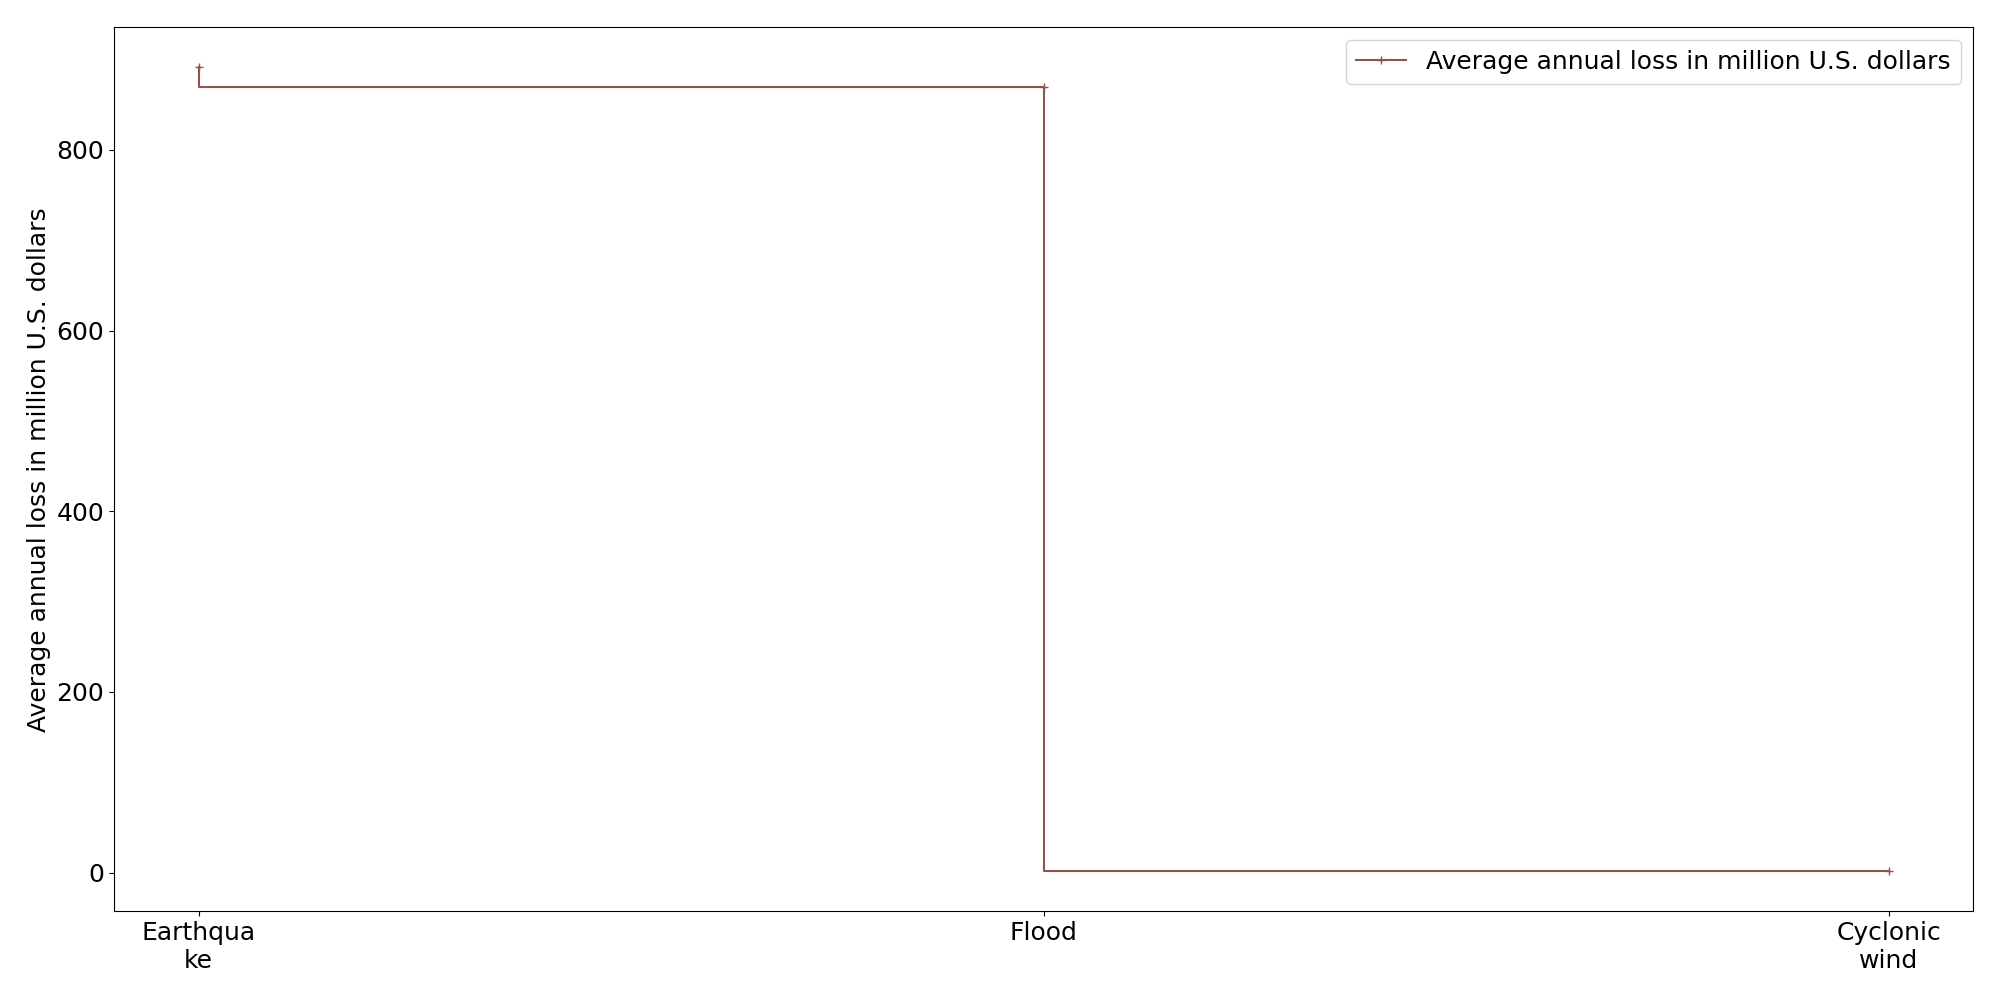 Average annual loss in million U.S. dollars
Average annual loss in million U.S. dollars
800
600
400
200
0
Earthqua
ke
Flood
Cyclonic
wind